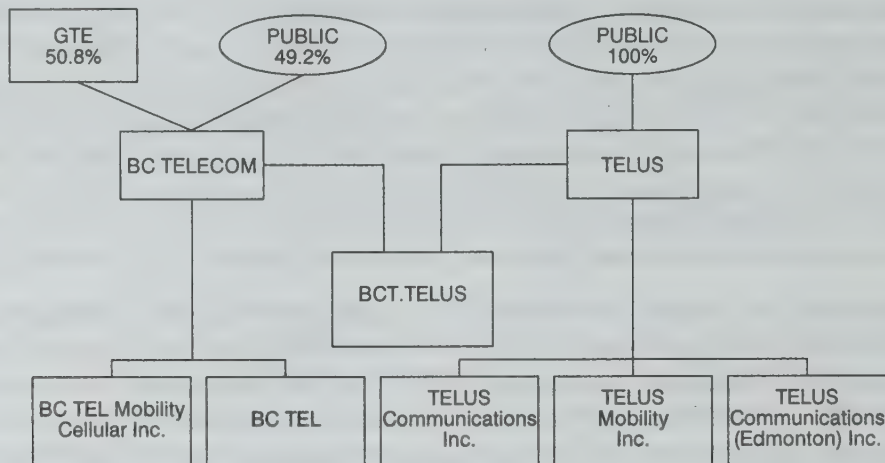 GTE
50.8%
PUBLIC
49.2%
PUBLIC
100%
BC TELECOM
TELUS
BCT.TELUS
BC TEL Mobility
Cellular Inc.
BC TEL
TELUS
Communications
Inc.
TELUS
Mobility
Inc.
TELUS
Communications
(Edmonton) Inc.